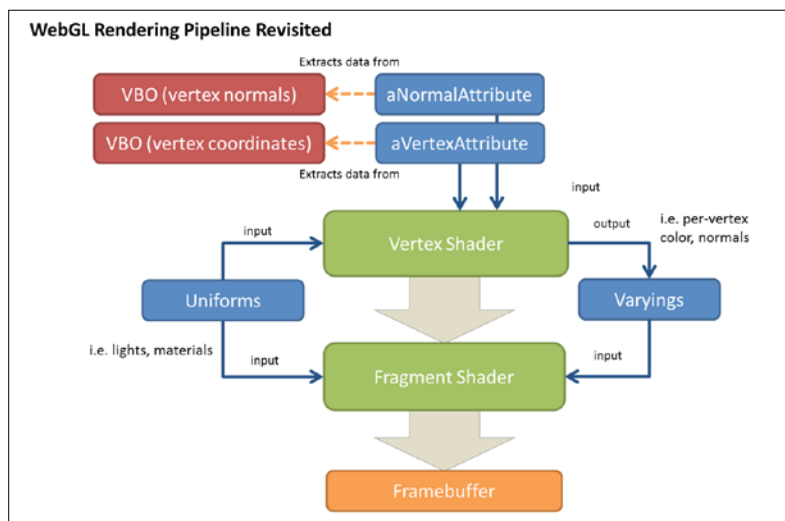 WebGL Rendering Pipeline Revisited
Extracts data from
VBO (vertex normals)
aNormalAttribute
VBO (vertex coordinates)
aVertexAttribute
Extracts data from
input
input
Vertex Shader
output
i.e. per-vertex
color, normals
Uniforms
Varyings
i.e. lights, materials
input
Fragment Shader
input
Framebuffer